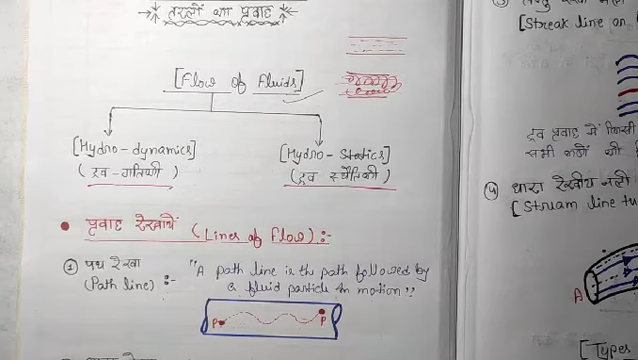 तरलों का प्रवाह
[Flow of Fluids]
[Hydro-dynamics]
(द्रव-गतिकी)
[Hydro-Statics]
(द्रव स्थैतिकी)
• प्रवाह रेखायें (Lines of flow):-
① पथ रेखा
(Path line) :-
"A path line is the path followed by
a fluid particle in motion"
P
P
[Streak line on
द्रव प्रवाह में किसी
सभी कणों की
धारा रेखीय नली
[Stream line tu
A
[Types